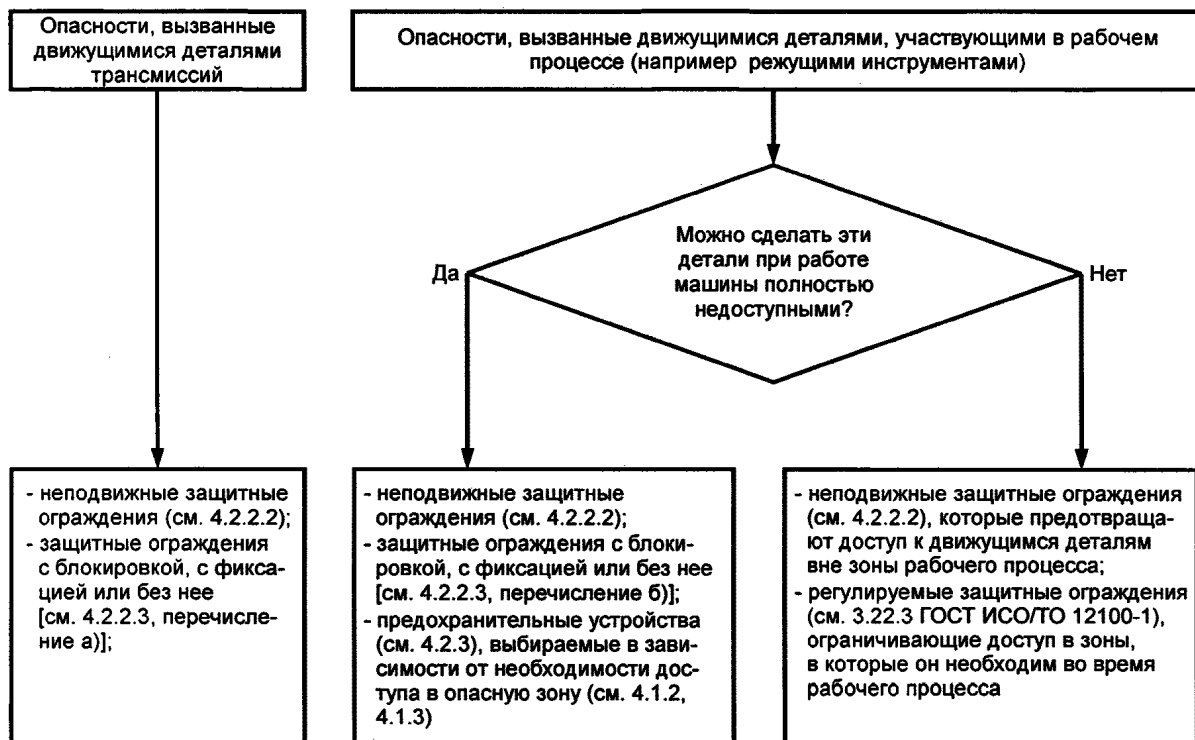 Опасности, вызванные
движущимися деталями
трансмиссий
Опасности, вызванные движущимися деталями, участвующими в рабочем
процессе (например режущими инструментами)
Можно сделать эти
детали при работе
машины полностью
недоступными?
Да
Нет
- неподвижные защитные
ограждения (см. 4.2.2.2);
- защитные ограждения
с блокировкой, с фикса-
цией или без нее
[см. 4.2.2.3, перечисле-
ние а)];
- неподвижные защитные
ограждения (см. 4.2.2.2);
- защитные ограждения с блоки-
ровкой, с фиксацией или без нее
[см. 4.2.2.3, перечисление б)];
- предохранительные устройства
(см. 4.2.3), выбираемые в зави-
симости от необходимости дос-
тупа в опасную зону (см. 4.1.2,
4.1.3)
- неподвижные защитные ограждения
(см. 4.2.2.2), которые предотвраща-
ют доступ к движущимся деталям
вне зоны рабочего процесса;
- регулируемые защитные ограждения
(см. 3.22.3 ГОСТ ИСО/ТО 12100-1),
ограничивающие доступ в зоны,
в которые он необходим во время
рабочего процесса